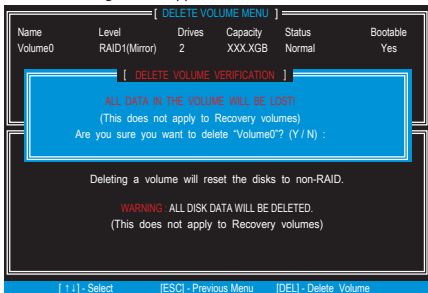 [ DELETE VOLUME MENU ]
Name Level Drives Capacity Status Bootable
Volume0 RAID1(Mirror) 2 XXX.XGB Normal Yes
[ DELETE VOLUME VERIFICATION ]
ALL DATA IN THE VOLUME WILL BE LOST!
(This does not apply to Recovery volumes)
Are you sure you want to delete “Volume0”? (Y / N) :
Deleting a volume will reset the disks to non-RAID.
WARNING : ALL DISK DATA WILL BE DELETED.
(This does not apply to Recovery volumes)
[ ↑↓] - Select [ESC] - Previous Menu [DEL] - Delete Volume